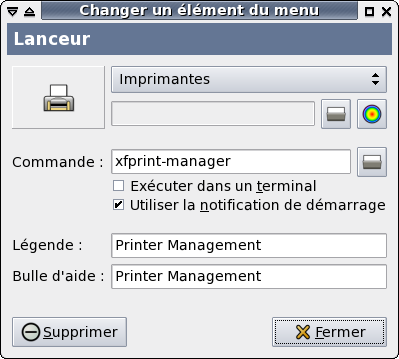 Changer un élément du menu
Lanceur
Imprimantes
Commande : xfprint-manager
Exécuter dans un terminal
Utiliser la notification de démarrage
Légende : Printer Management
Bulle d'aide : Printer Management
Supprimer Fermer